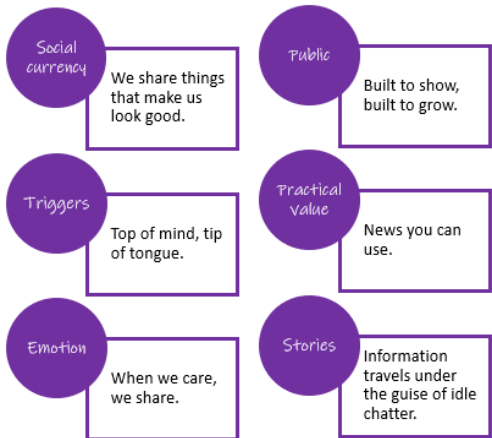 Social
currency
We share things
that make us
look good.
Triggers
Top of mind, tip
of tongue.
Emotion
When we care,
we share.
Public
Built to show,
built to grow.
Practical
Value
News you can
use.
Stories
Information
travels under
the guise of idle
chatter.